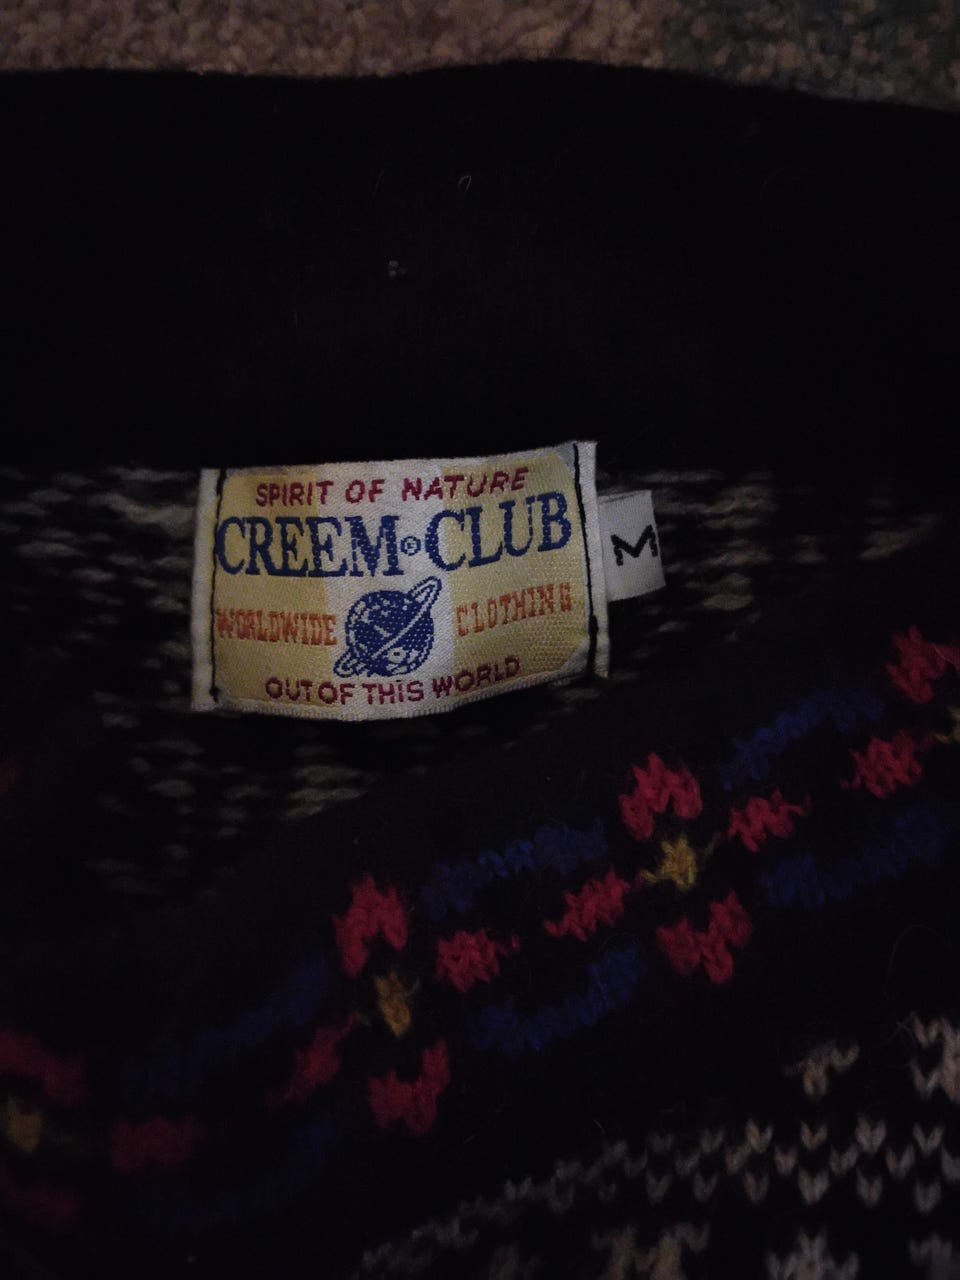 SPIRIT OF NATURE
CREEM®CLUB
WORLDWIDE CLOTHING
OUT OF THIS WORLD
M